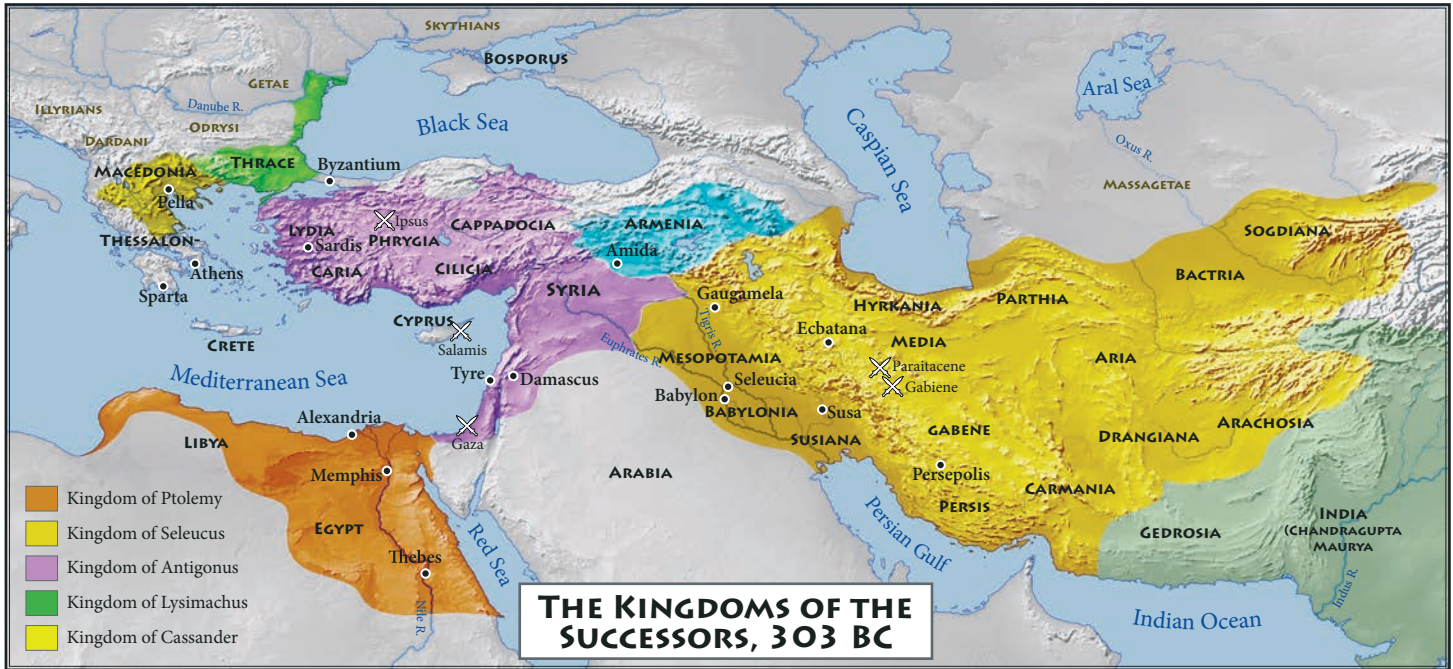 SKYTHIANS
BOSPORUS
GETAE
Danube R.
ILLYRIANS
ODRYSI
DARDANI
Black Sea
Caspian Sea
Aral Sea
Oxus R.
MASSAGETAE
THRACE
Byzantium
MACEDONIA
Pella
THESSALON-
Athens
Sparta
CRETE
LYDIA
Sardis
Ipsus
PHRYGIA
CAPPADOCIA
CARIA
CILICIA
ARMENIA
Amida
SYRIA
CYPRUS
Salamis
Mediterranean Sea
Tyre
Damascus
Gaza
Euphrates R.
Tigris R.
Gaugamela
MESOPOTAMIA
Seleucia
Babylon
BABYLONIA
Susa
SUSIANA
Ecbatana
HYRKANIA
MEDIA
Paraitacene
Gabiene
PARTHIA
ARIA
SOGDIANA
BACTRIA
ARACHOSIA
DRANGIANA
GABENE
Persepolis
CARMANIA
PERSIS
GEDROSIA
INDIA
(CHANDRAGUPTA
MAURYA
Indus R.
Indian Ocean
Persian Gulf
ARABIA
Red Sea
LIBYA
Alexandria
Memphis
EGYPT
Thebes
Nile R.
Kingdom of Ptolemy
Kingdom of Seleucus
Kingdom of Antigonus
Kingdom of Lysimachus
Kingdom of Cassander
THE KINGDOMS OF THE
SUCCESSORS, 303 BC